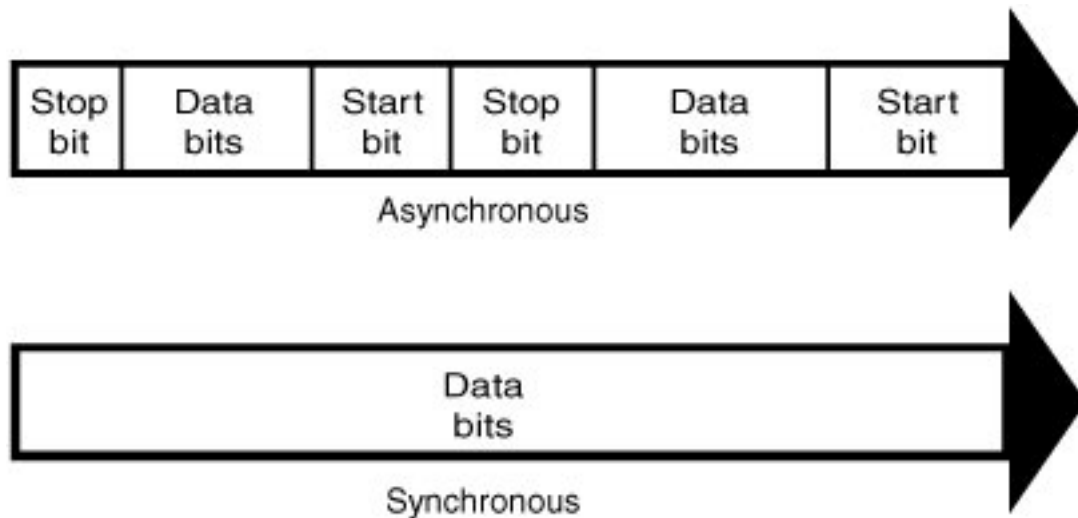 Stop Data Start Stop Data Start
bit bits bit bit bits bit
Asynchronous
Data
bits
Synchronous